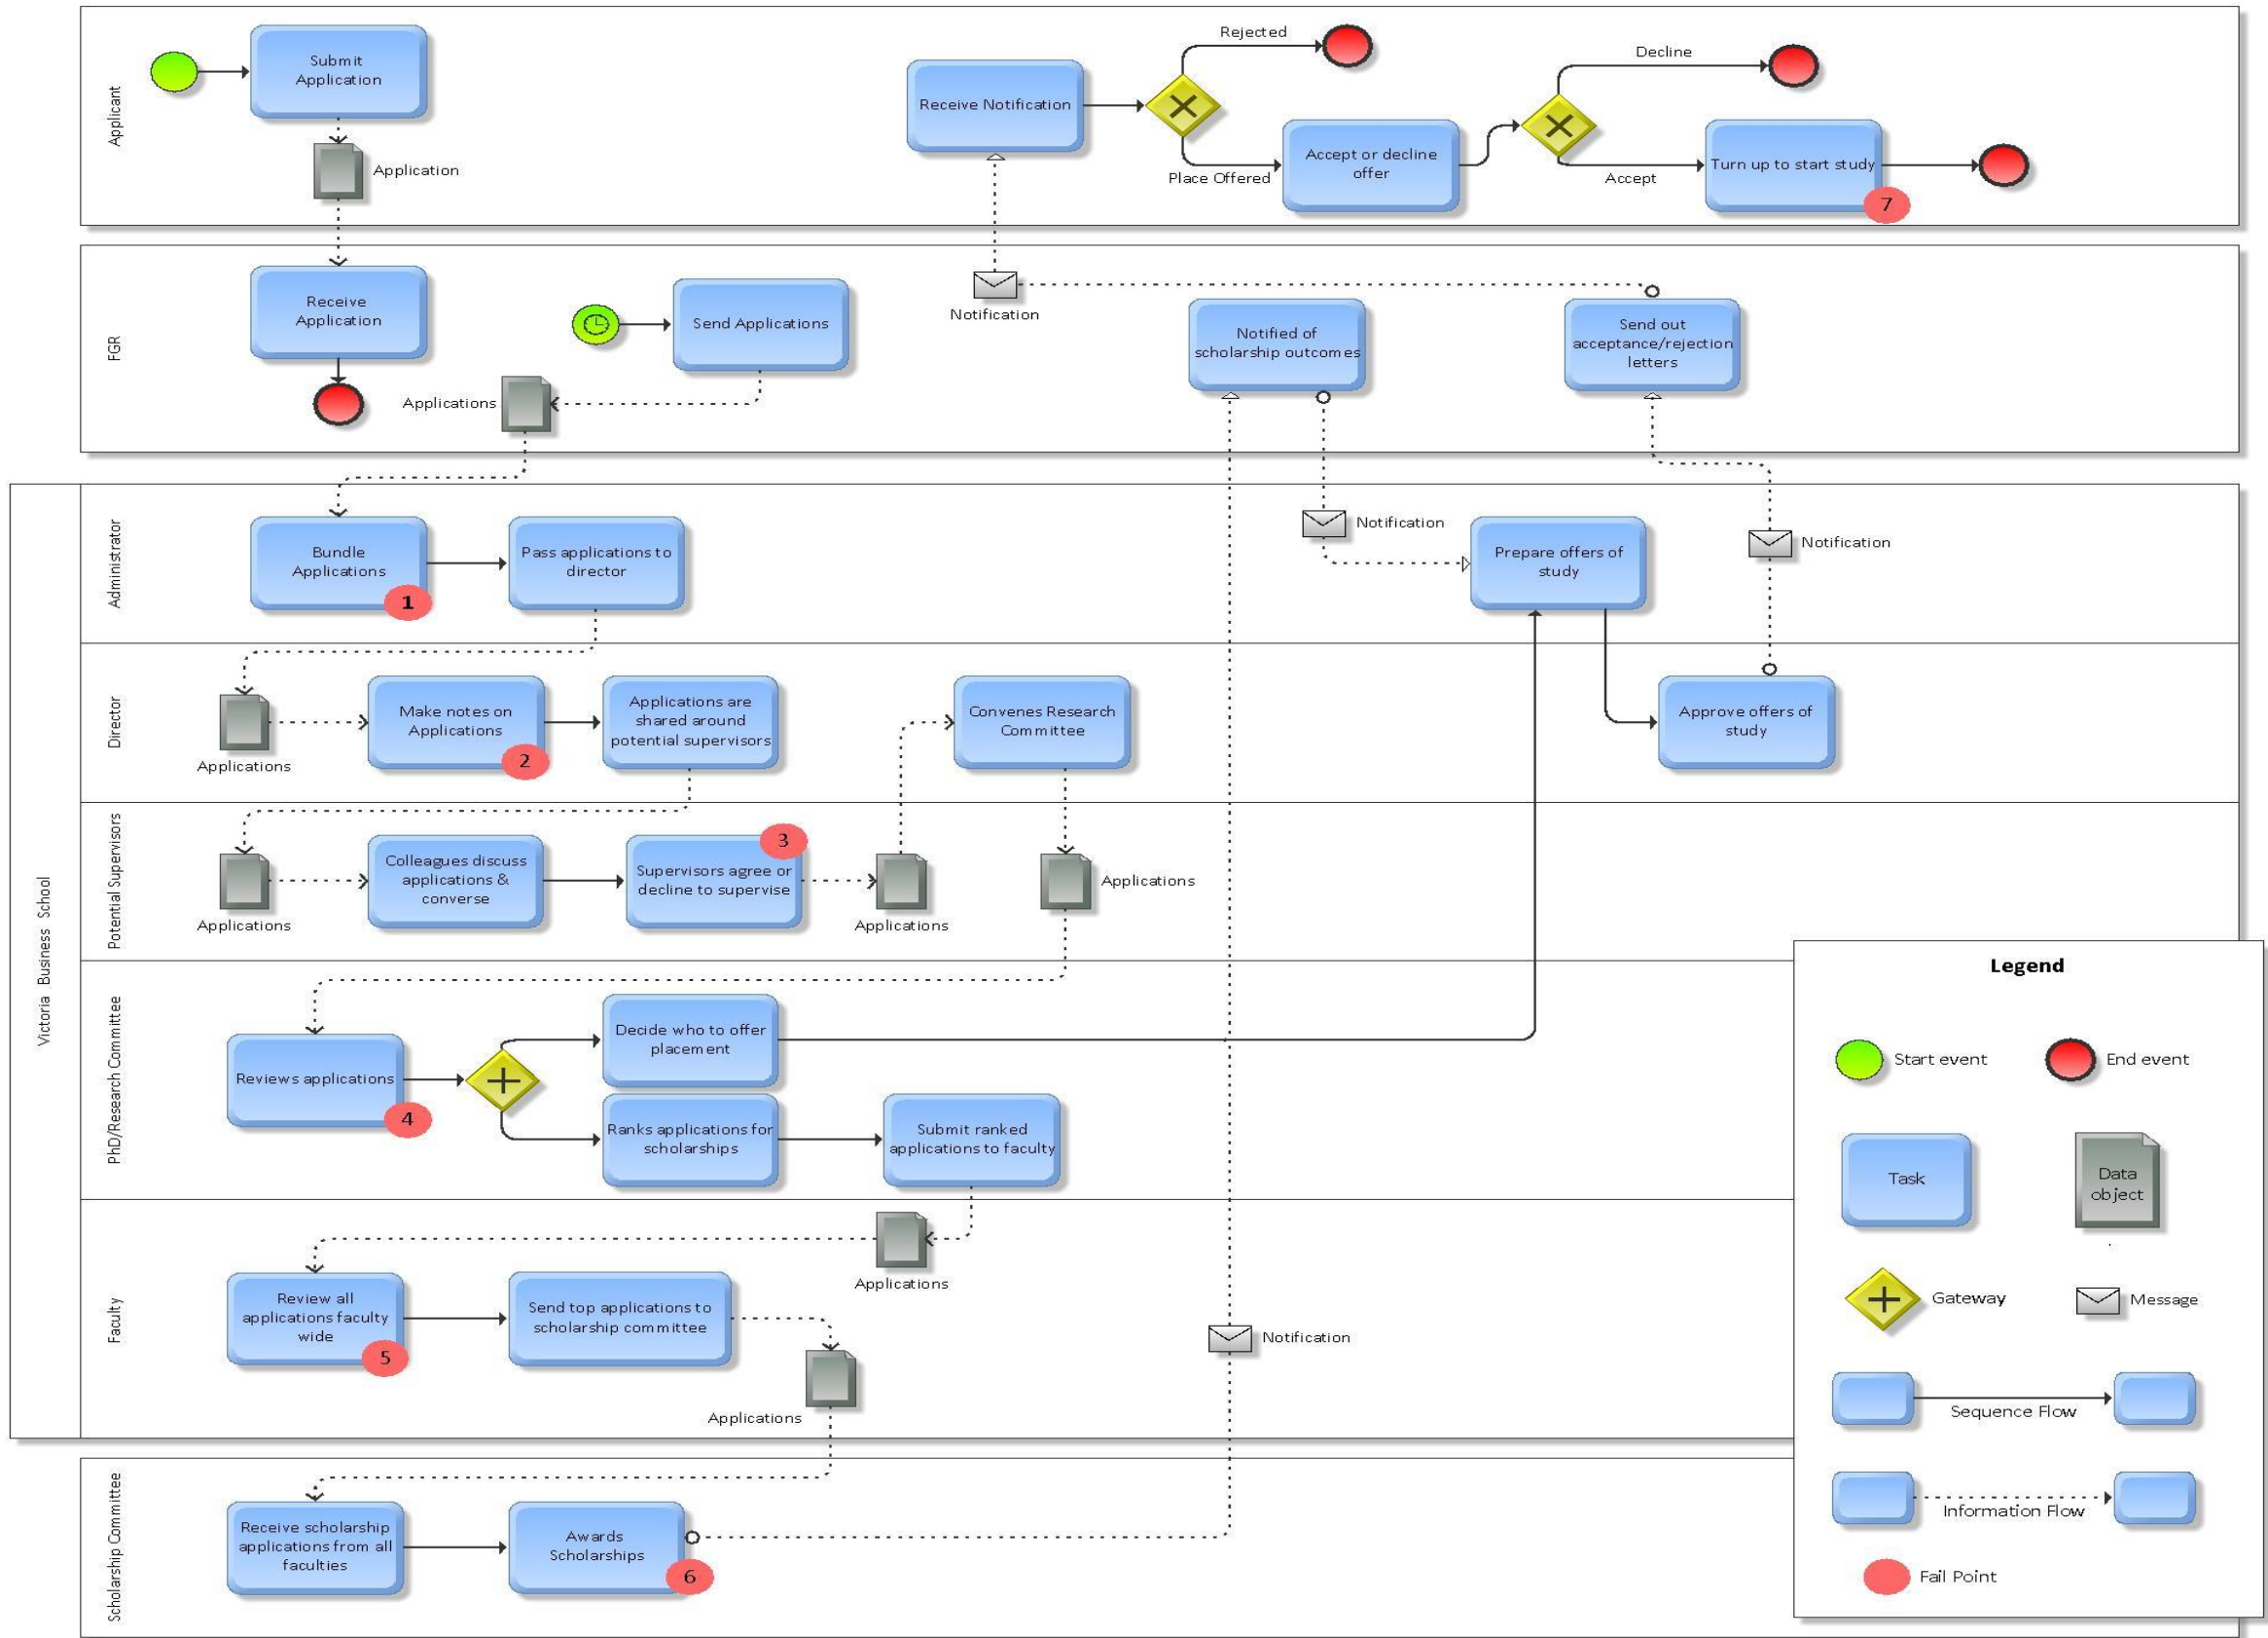 Applicant
Submit
Application
Application
Receive Notification
Rejected
Place Offered
Accept or decline
offer
Decline
Accept
Turn up to start study
7
FGR
Receive
Application
Send Applications
Applications
Notification
Notified of
scholarship outcomes
Send out
acceptance/rejection
letters
Victoria Business School
Administrator
Bundle
Applications
1
Pass applications to
director
Notification
Prepare offers of
study
Notification
Director
Applications
Make notes on
Applications
2
Applications are
shared around
potential supervisors
Convenes Research
Committee
Approve offers of
study
Potential Supervisors
Applications
Colleagues discuss
applications &
converse
Supervisors agree or
decline to supervise
3
Applications
Applications
PhD/Research Committee
Reviews applications
4
Decide who to offer
placement
Ranks applications for
scholarships
Submit ranked
applications to faculty
Faculty
Applications
Review all
applications faculty
wide
5
Send top applications to
scholarship committee
Applications
Notification
Scholarship Committee
Receive scholarship
applications from all
faculties
Awards
Scholarships
6
Legend
Start event
End event
Task
Data
object
Gateway
Message
Sequence Flow
Information Flow
Fail Point